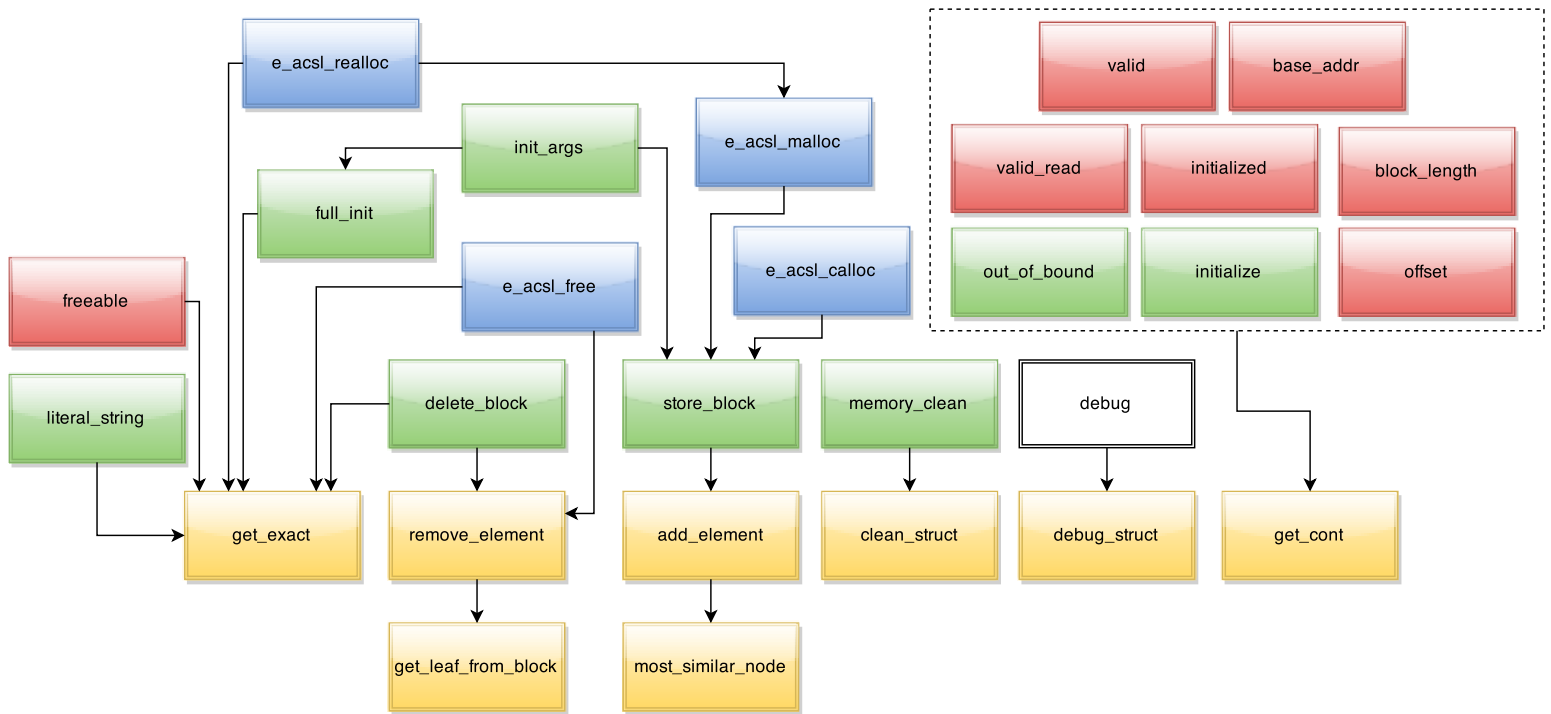 e_acsl_realloc
valid
base_addr
init_args
e_acsl_malloc
valid_read
initialized
block_length
full_init
freeable
e_acsl_free
e_acsl_calloc
out_of_bound
initialize
offset
literal_string
delete_block
store_block
memory_clean
debug
get_exact
remove_element
add_element
clean_struct
debug_struct
get_cont
get_leaf_from_block
most_similar_node